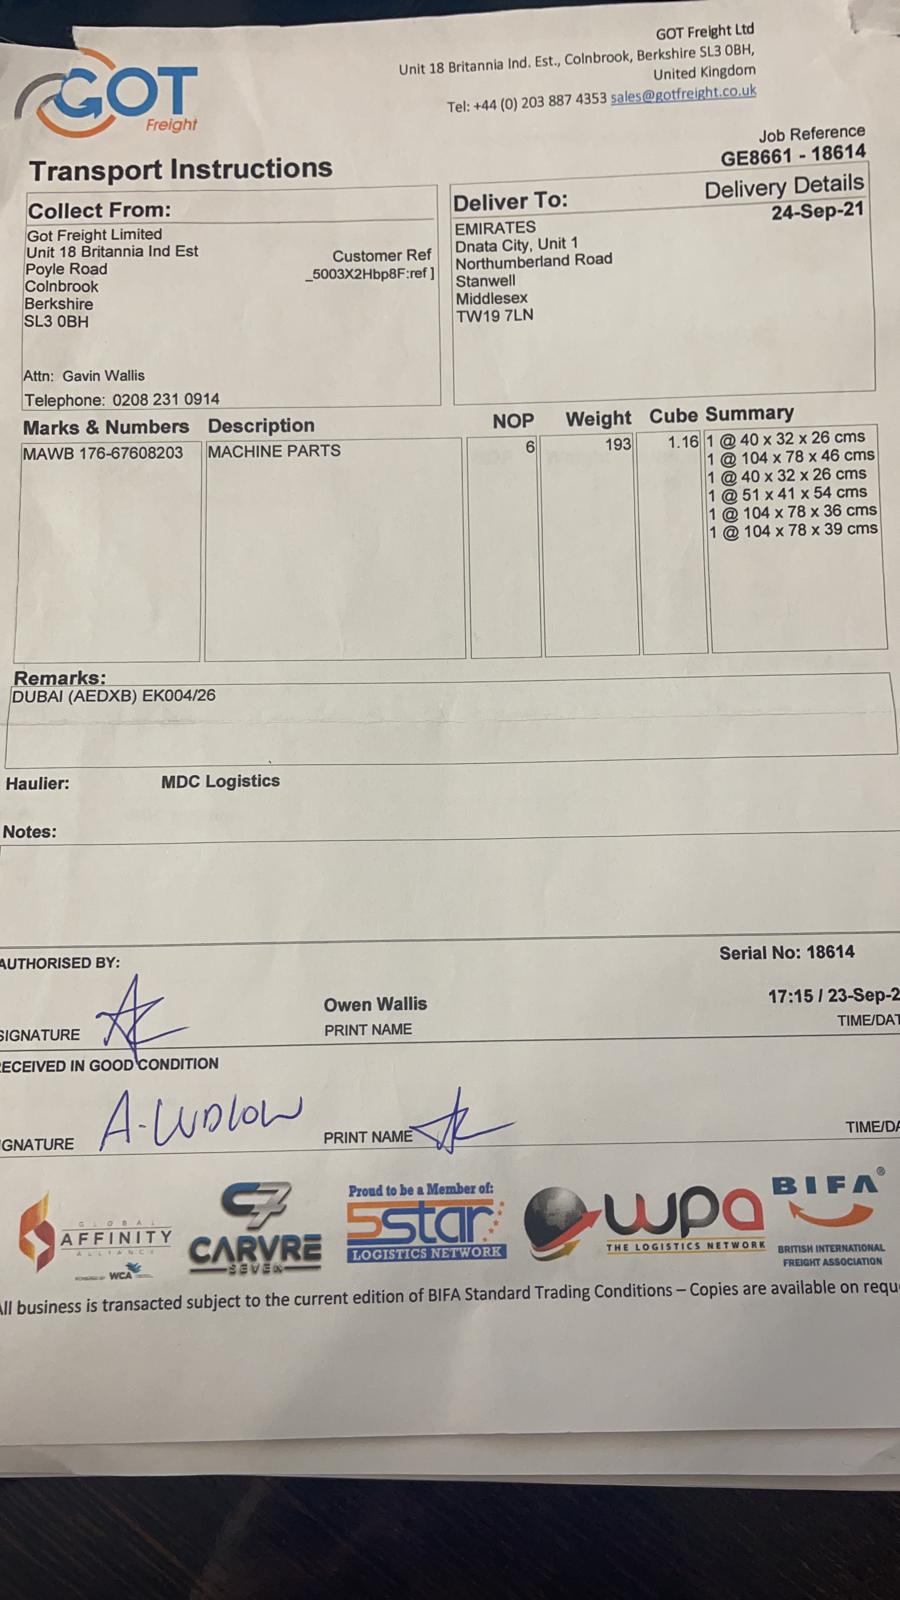 GOT
Freight
GOT Freight Ltd
Unit 18 Britannia Ind. Est., Colnbrook, Berkshire SL3 0BH,
United Kingdom
Tel: +44 (0) 203 887 4353 sales@gotfreight.co.uk
Job Reference
GE8661 - 18614
Transport Instructions
Collect From:
Got Freight Limited
Unit 18 Britannia Ind Est
Poyle Road
Colnbrook
Berkshire
SL3 0BH
Customer Ref
_5003X2Hbp8F:ref ]
Attn: Gavin Wallis
Telephone: 0208 231 0914
Deliver To:
Delivery Details
24-Sep-21
EMIRATES
Dnata City, Unit 1
Northumberland Road
Stanwell
Middlesex
TW19 7LN
Marks & Numbers Description NOP Weight Cube Summary
MAWB 176-67608203 MACHINE PARTS 6 193 1.16 1 @ 40 x 32 x 26 cms
1 @ 104 x 78 x 46 cms
1 @ 40 x 32 x 26 cms
1 @ 51 x 41 x 54 cms
1 @ 104 x 78 x 36 cms
1 @ 104 x 78 x 39 cms
Remarks:
DUBAI (AEDXB) EK004/26
Haulier: MDC Logistics
Notes:
AUTHORISED BY:
Serial No: 18614
Owen Wallis
17:15 / 23-Sep-2
SIGNATURE PRINT NAME TIME/DA
RECEIVED IN GOOD CONDITION
A. LUDLOW
GNATURE PRINT NAME TIME/DA
GLOBAL
AFFINITY
ALLIANCE
WCA
C7
CARVRE
SEVEN
Proud to be a Member of:
5star
LOGISTICS NETWORK
wpa
THE LOGISTICS NETWORK
BIFA®
BRITISH INTERNATIONAL
FREIGHT ASSOCIATION
All business is transacted subject to the current edition of BIFA Standard Trading Conditions – Copies are available on requ